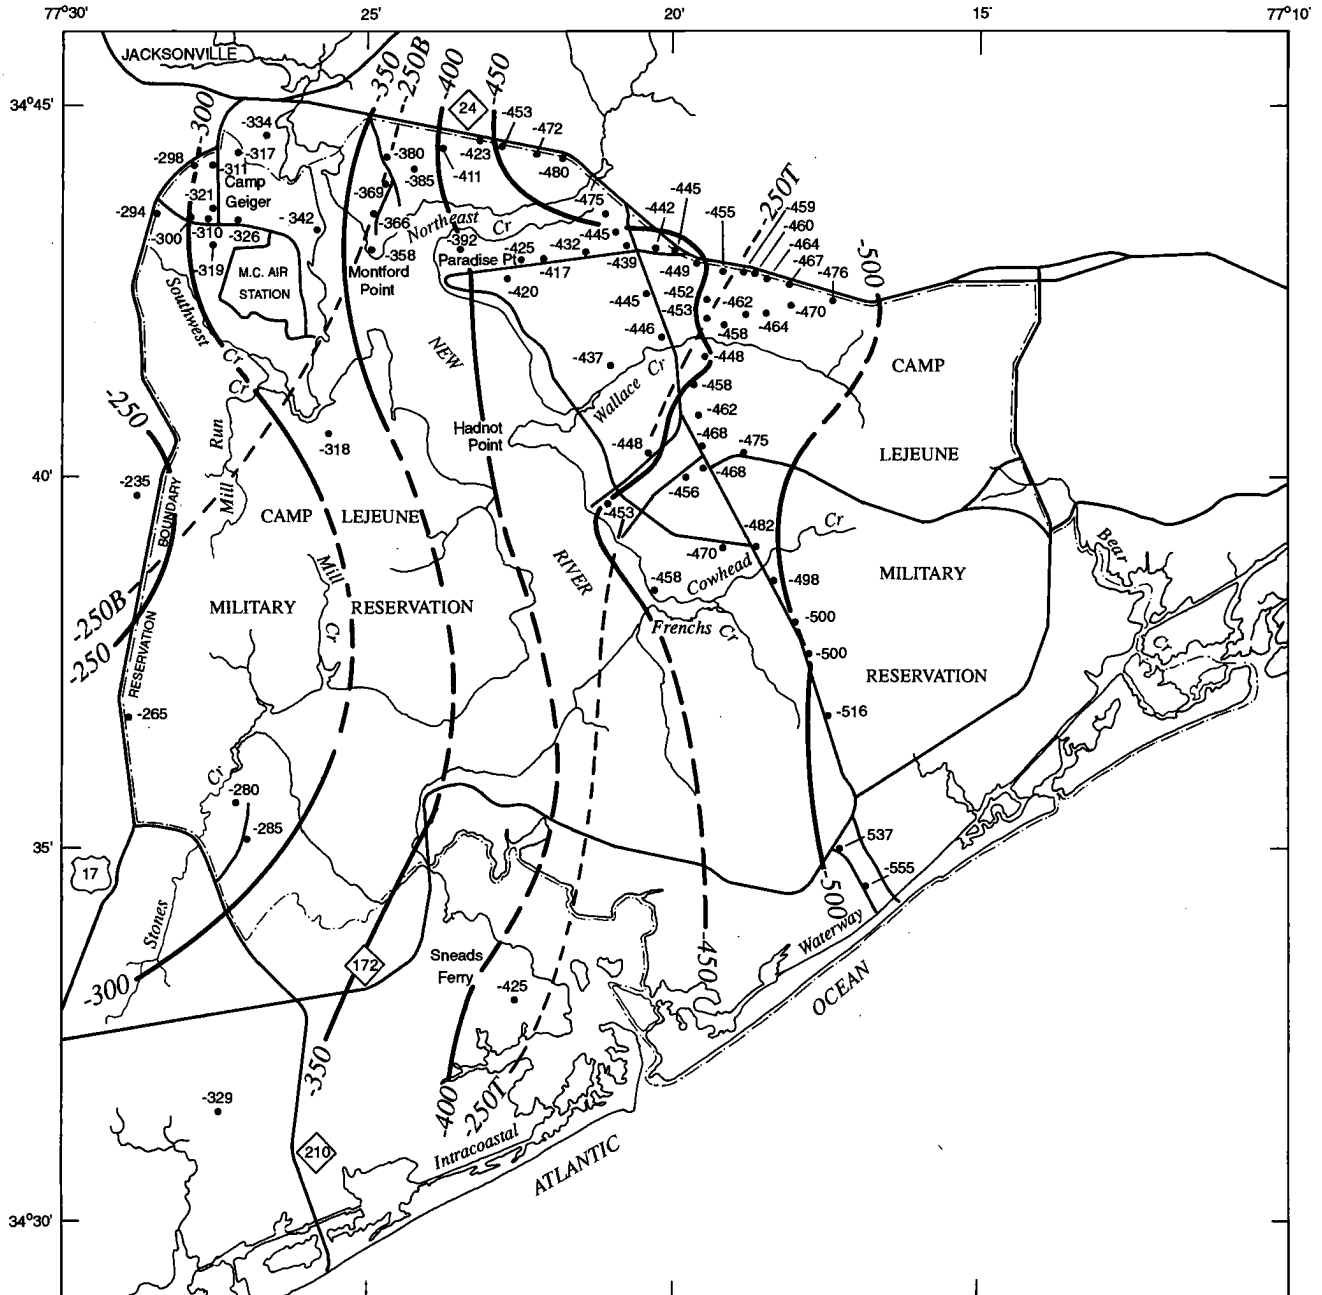 77°30'
25'
20'
15'
77°10'
JACKSONVILLE
34°45'
-300
-350
-250B
-400
24
-450
-453
-472
-334
-317
-298
-311
-380
-423
-480
-385
-411
Camp
Geiger
-321
-369
-294
-310
-326
-342
-366
-300
-319
-358
Northeast
Cr
-392
-475
-445
-442
-445
-455
-250T
-459
-460
-464
-467
-476
-500
M.C. AIR
STATION
Montford
Point
Paradise Pt
-425
-432
-417
-420
-439
-449
-445
-452
-453
-462
-470
-458
-464
Southwest
Cr
Cr
NEW
-446
-437
-448
Wallace
Cr
-458
CAMP
-250
Run
Mill
-318
Hadnot
Point
-448
-462
-468
-475
-468
LEJEUNE
40'
-235
BOUNDARY
CAMP
LEJEUNE
-456
-453
-482
Cr
-470
Mill
Cr
RIVER
-458
Cowhead
-498
Bear
Cr
MILITARY
-250B
-250
MILITARY
RESERVATION
RESERVATION
-500
Frenchs
Cr
-500
RESERVATION
-265
-516
Cr
-280
-285
35'
17
537
-555
-500
Stones
-300
172
Sneads
Ferry
-425
-450
Waterway
OCEAN
-350
-400
-250T
-329
210
Intracoastal
ATLANTIC
34°30'